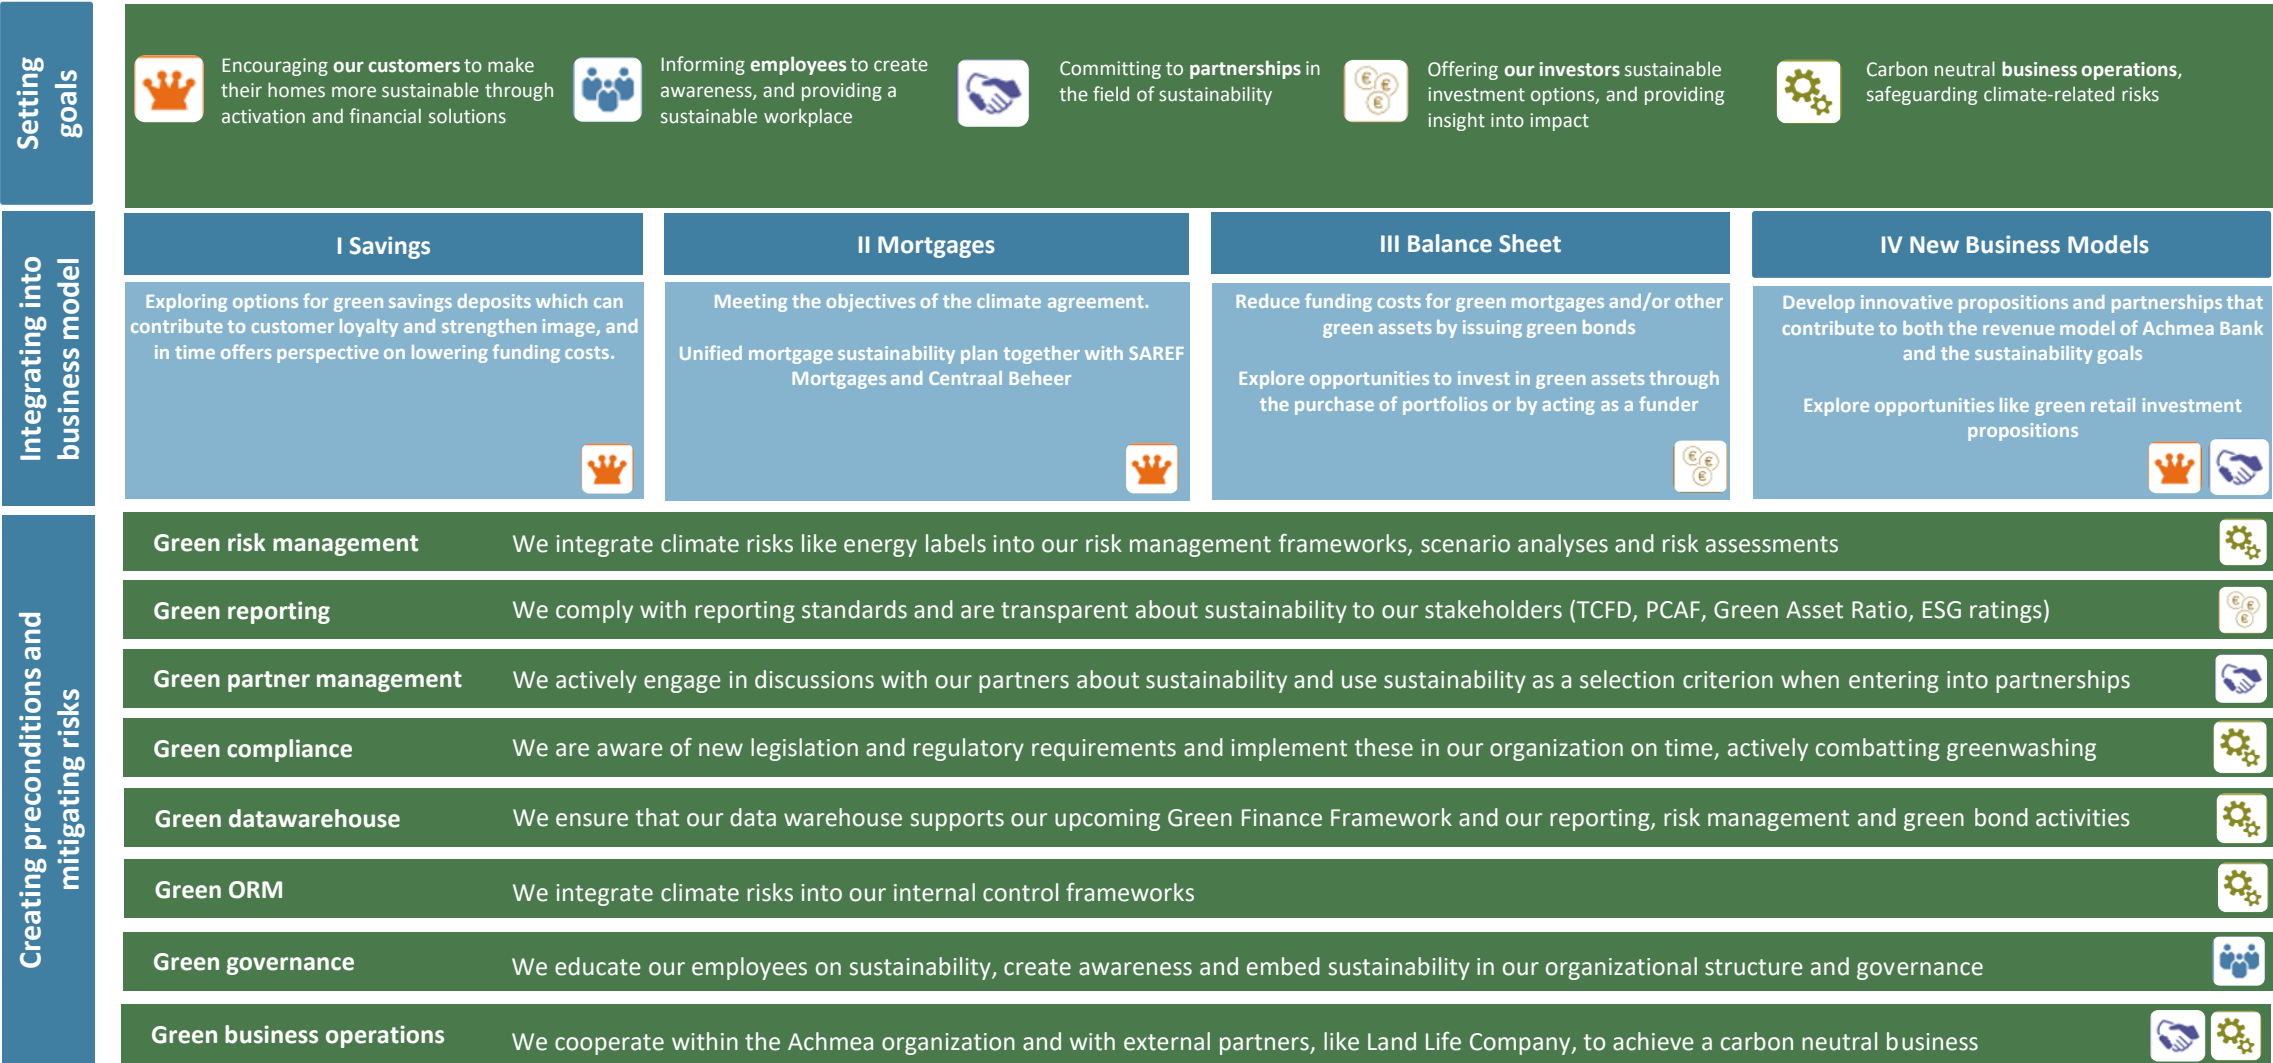 Setting
goals
Encouraging our customers to make
their homes more sustainable through
activation and financial solutions
Informing employees to create
awareness, and providing a
sustainable workplace
Committing to partnerships in
the field of sustainability
Offering our investors sustainable
investment options, and providing
insight into impact
Carbon neutral business operations,
safeguarding climate-related risks
Integrating into
business model
I Savings
Exploring options for green savings deposits which can
contribute to customer loyalty and strengthen image, and
in time offers perspective on lowering funding costs.
II Mortgages
Meeting the objectives of the climate agreement.
Unified mortgage sustainability plan together with SAREF
Mortgages and Centraal Beheer
III Balance Sheet
Reduce funding costs for green mortgages and/or other
green assets by issuing green bonds
Explore opportunities to invest in green assets through
the purchase of portfolios or by acting as a funder
IV New Business Models
Develop innovative propositions and partnerships that
contribute to both the revenue model of Achmea Bank
and the sustainability goals
Explore opportunities like green retail investment
propositions
Creating preconditions and
mitigating risks
Green risk management We integrate climate risks like energy labels into our risk management frameworks, scenario analyses and risk assessments
Green reporting We comply with reporting standards and are transparent about sustainability to our stakeholders (TCFD, PCAF, Green Asset Ratio, ESG ratings)
Green partner management We actively engage in discussions with our partners about sustainability and use sustainability as a selection criterion when entering into partnerships
Green compliance We are aware of new legislation and regulatory requirements and implement these in our organization on time, actively combatting greenwashing
Green datawarehouse We ensure that our data warehouse supports our upcoming Green Finance Framework and our reporting, risk management and green bond activities
Green ORM We integrate climate risks into our internal control frameworks
Green governance We educate our employees on sustainability, create awareness and embed sustainability in our organizational structure and governance
Green business operations We cooperate within the Achmea organization and with external partners, like Land Life Company, to achieve a carbon neutral business